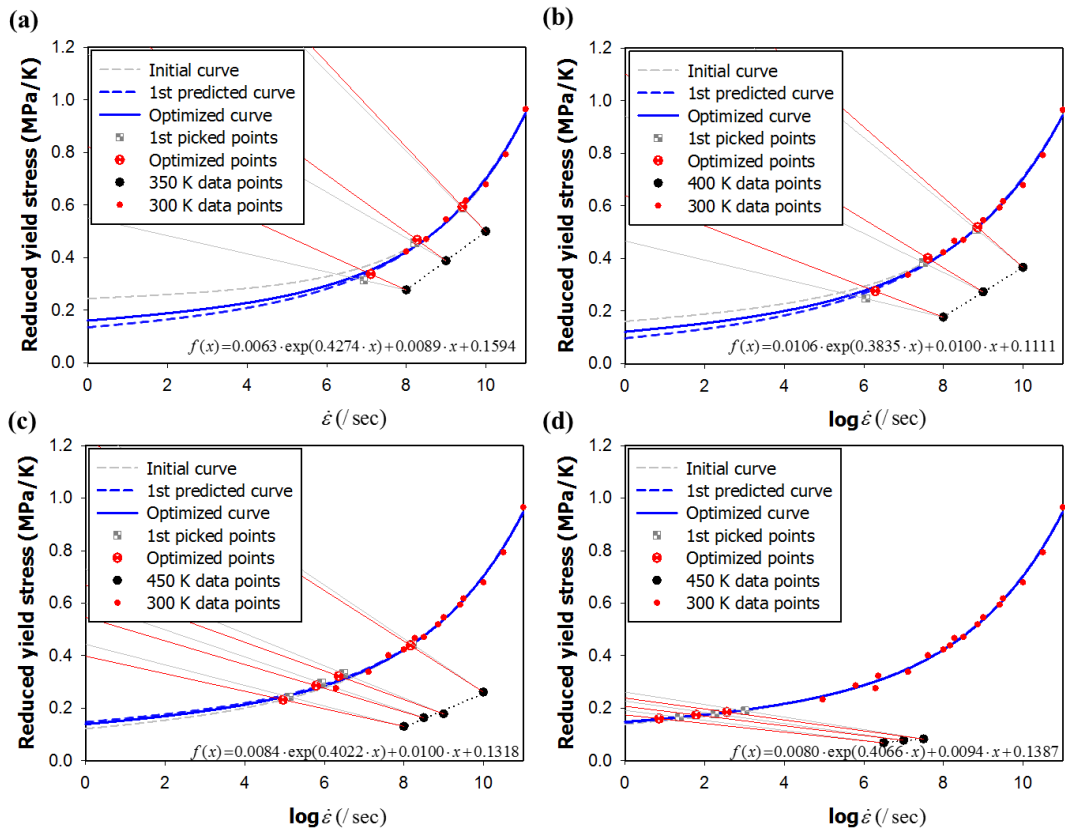 (a)
Reduced yield stress (MPa/K)
1.2
1.0
0.8
0.6
0.4
0.2
0.0
Initial curve
1st predicted curve
Optimized curve
1st picked points
Optimized points
350 K data points
300 K data points
f(x)=0.0063·exp(0.4274·x)+0.0089·x+0.1594
0 2 4 6 8 10
ε̇ (/sec)
(b)
Reduced yield stress (MPa/K)
1.2
1.0
0.8
0.6
0.4
0.2
0.0
Initial curve
1st predicted curve
Optimized curve
1st picked points
Optimized points
400 K data points
300 K data points
f(x)=0.0106·exp(0.3835·x)+0.0100·x+0.1111
0 2 4 6 8 10
log ε̇ (/sec)
(c)
Reduced yield stress (MPa/K)
1.2
1.0
0.8
0.6
0.4
0.2
0.0
Initial curve
1st predicted curve
Optimized curve
1st picked points
Optimized points
450 K data points
300 K data points
f(x)=0.0084·exp(0.4022·x)+0.0100·x+0.1318
0 2 4 6 8 10
log ε̇ (/sec)
(d)
Reduced yield stress (MPa/K)
1.2
1.0
0.8
0.6
0.4
0.2
0.0
Initial curve
1st predicted curve
Optimized curve
1st picked points
Optimized points
450 K data points
300 K data points
f(x)=0.0080·exp(0.4066·x)+0.0094·x+0.1387
0 2 4 6 8 10
log ε̇ (/sec)